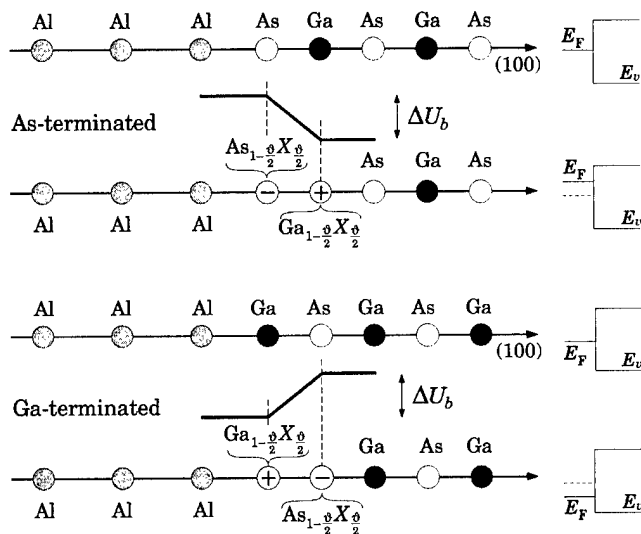 Al Al Al As Ga As Ga As
(100)
E_F
E_v
As-terminated
ΔU_b
As_{1-ϑ/2}X_{ϑ/2}
− + As Ga As
Al Al Al
Ga_{1-ϑ/2}X_{ϑ/2}
E_F
E_v
Al Al Al Ga As Ga As Ga
(100)
E_F
E_v
Ga-terminated
ΔU_b
Ga_{1-ϑ/2}X_{ϑ/2}
+ − Ga As Ga
Al Al Al
As_{1-ϑ/2}X_{ϑ/2}
E_F
E_v